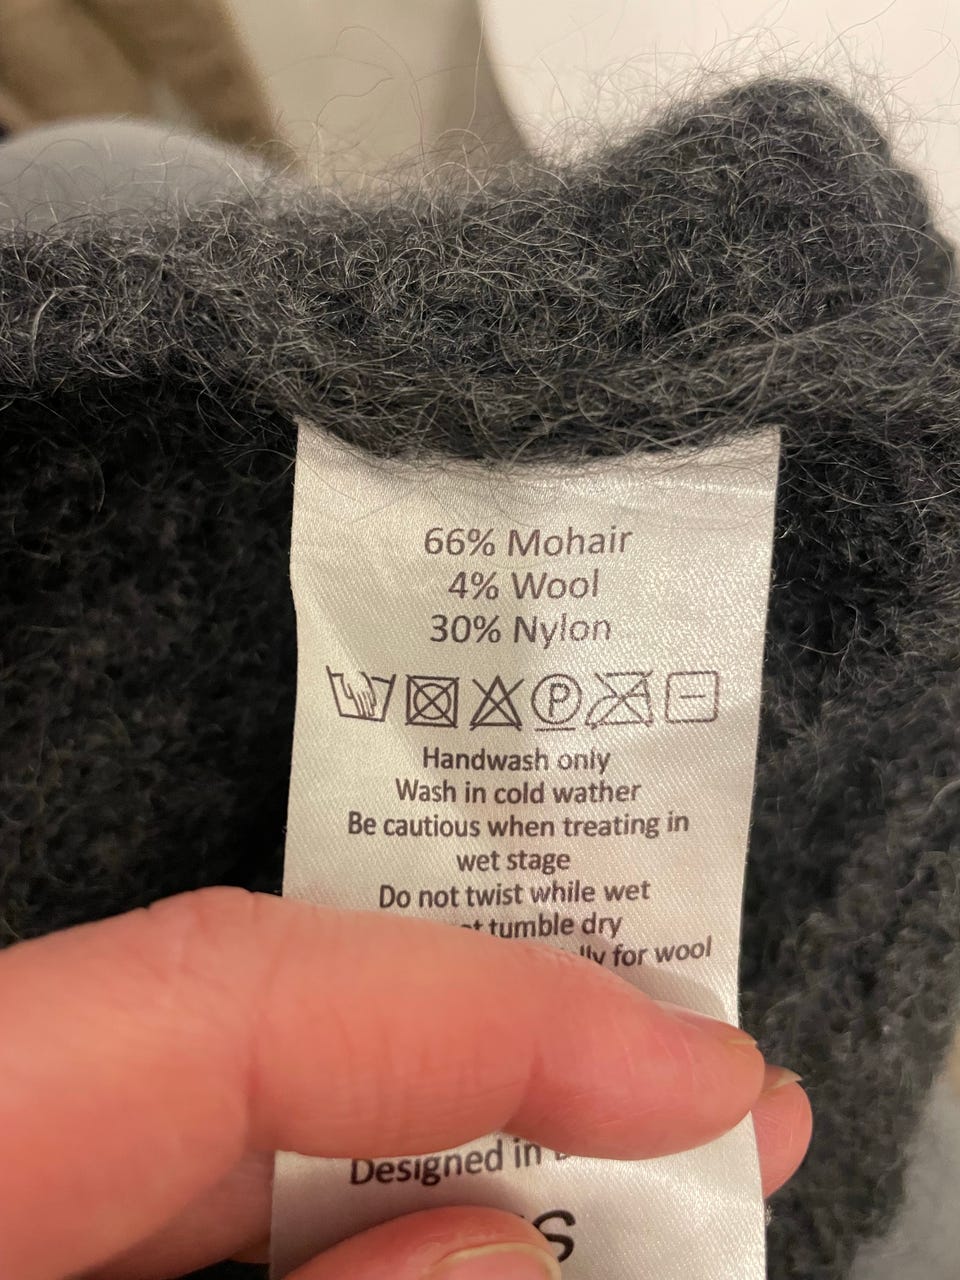 66% Mohair
4% Wool
30% Nylon
P
Handwash only
Wash in cold wather
Be cautious when treating in
wet stage
Do not twist while wet
tumble dry
for wool
Designed in
S